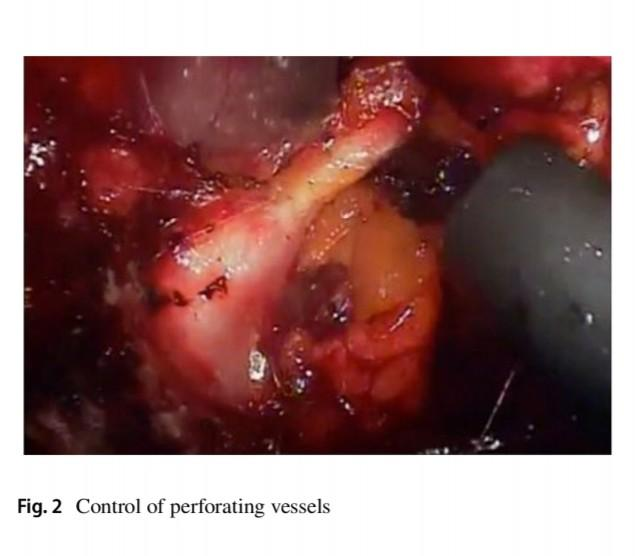 Fig. 2 Control of perforating vessels